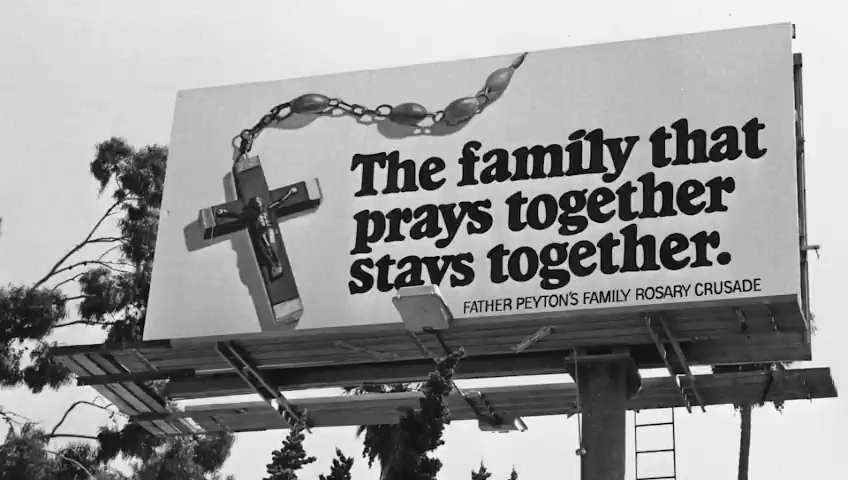 The family that
prays together
stays together.
FATHER PEYTON'S FAMILY ROSARY CRUSADE